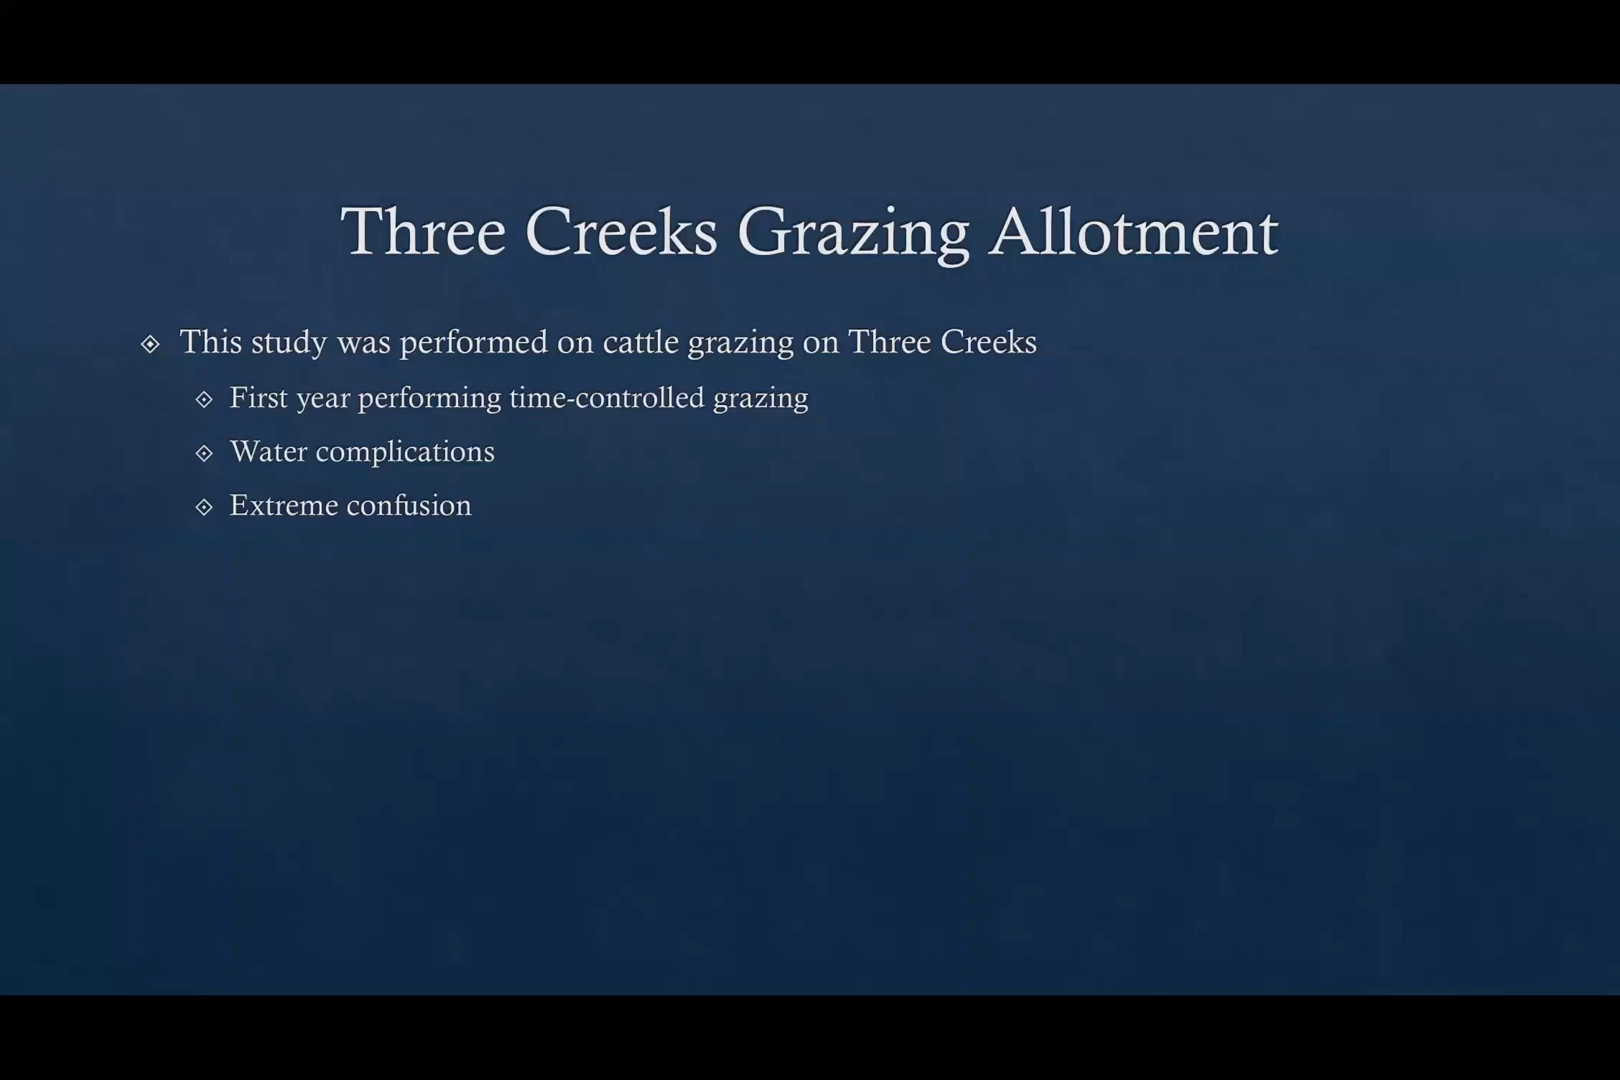 Three Creeks Grazing Allotment
This study was performed on cattle grazing on Three Creeks
First year performing time-controlled grazing
Water complications
Extreme confusion